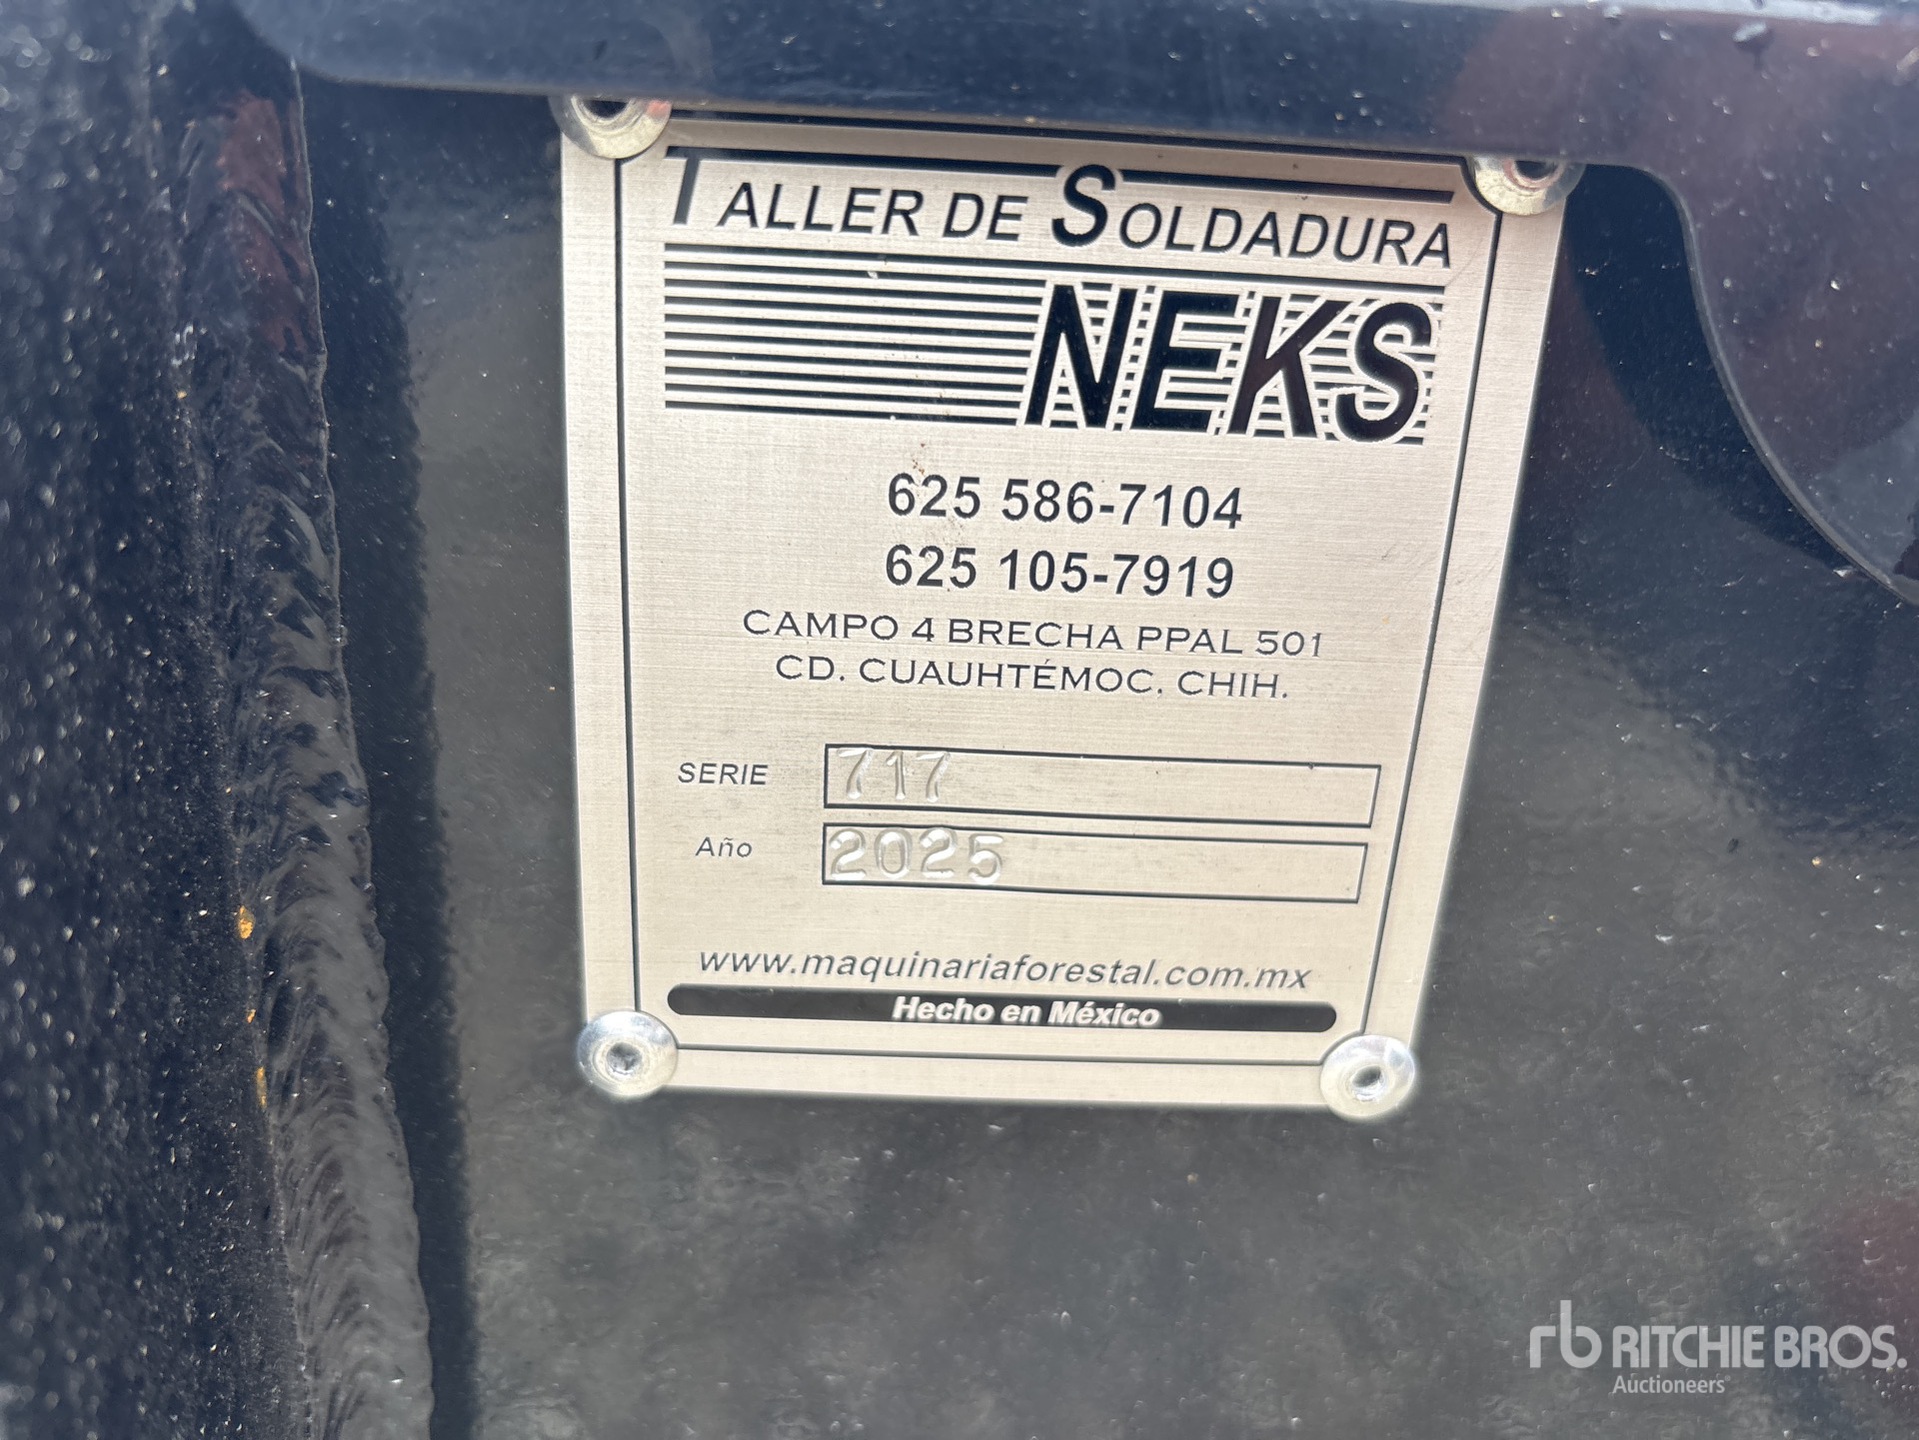 TALLER DE SOLDADURA
NEKS
625 586-7104
625 105-7919
CAMPO 4 BRECHA PPAL 501
CD. CUAUHTÉMOC, CHIH.
SERIE 717
Año 2025
www.maquinariaforestal.com.mx
Hecho en México
rb RITCHIE BROS.
Auctioneers